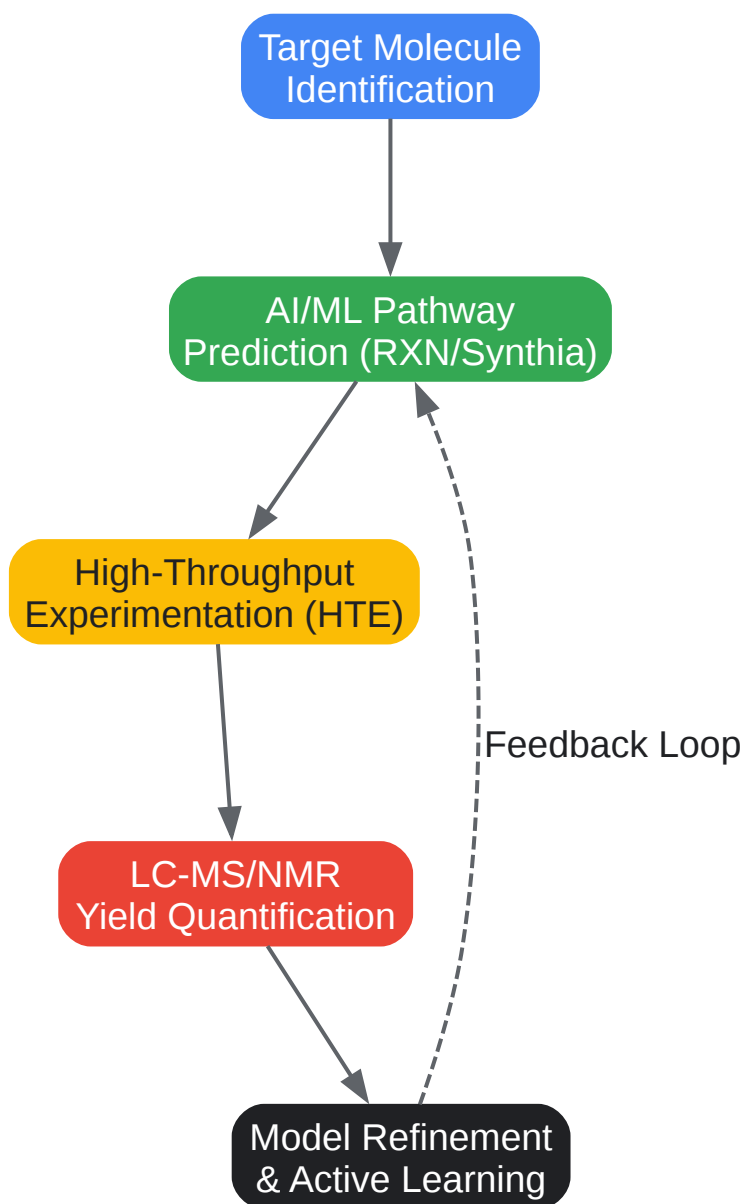 Target Molecule
Identification
AI/ML Pathway
Prediction (RXN/Synthia)
High-Throughput
Experimentation (HTE)
Feedback Loop
LC-MS/NMR
Yield Quantification
Model Refinement
& Active Learning